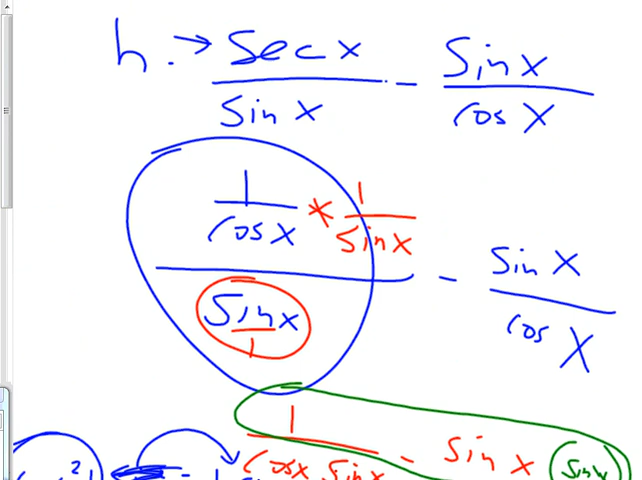 h. → sec x / sin x - sin x / cos x
1 / cos x * 1 / sin x
sin x / 1 - sin x / cos x
1 / cos x sin x - sin x (sin x)